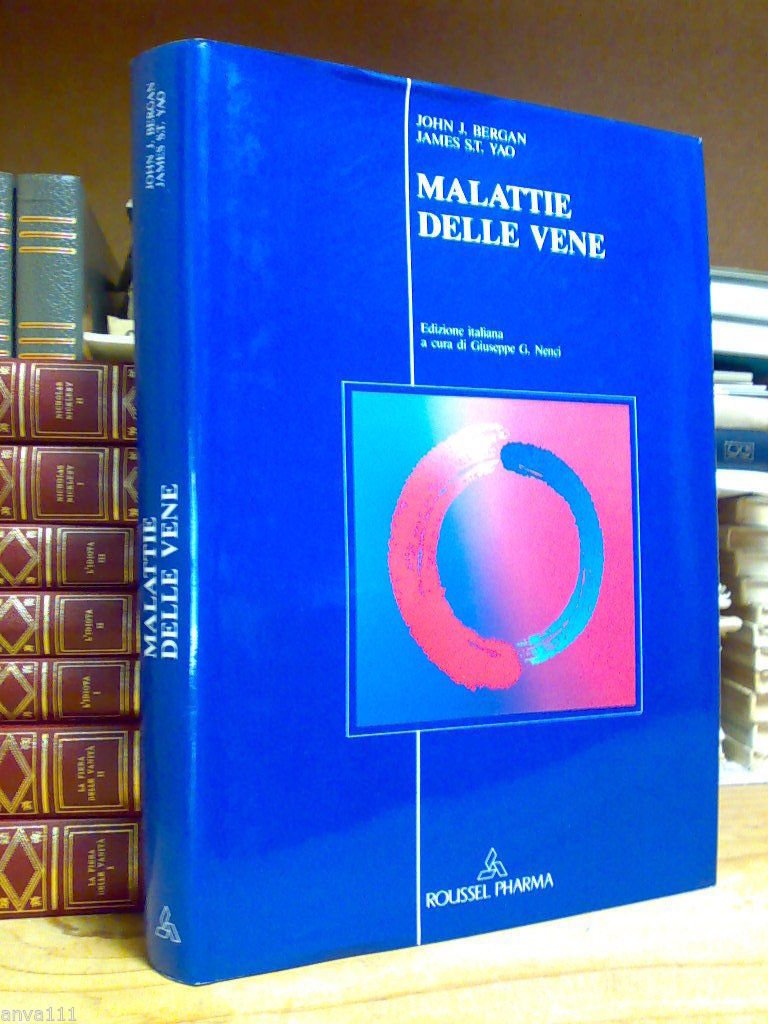 JOHN J. BERGAN
JAMES S.T. YAO
MALATTIE
DELLE VENE
Edizione italiana
a cura di Giuseppe G. Nenci
ROUSSEL PHARMA
JOHN J. BERGAN
JAMES S.T. YAO
MALATTIE
DELLE VENE
NICHOLAS
NICKLEBY
II
NICHOLAS
NICKLEBY
I
L'IDIOTA
III
L'IDIOTA
II
L'IDIOTA
I
LA FIERA
DELLE VANITÀ
II
LA FIERA
DELLE VANITÀ
I
anva111